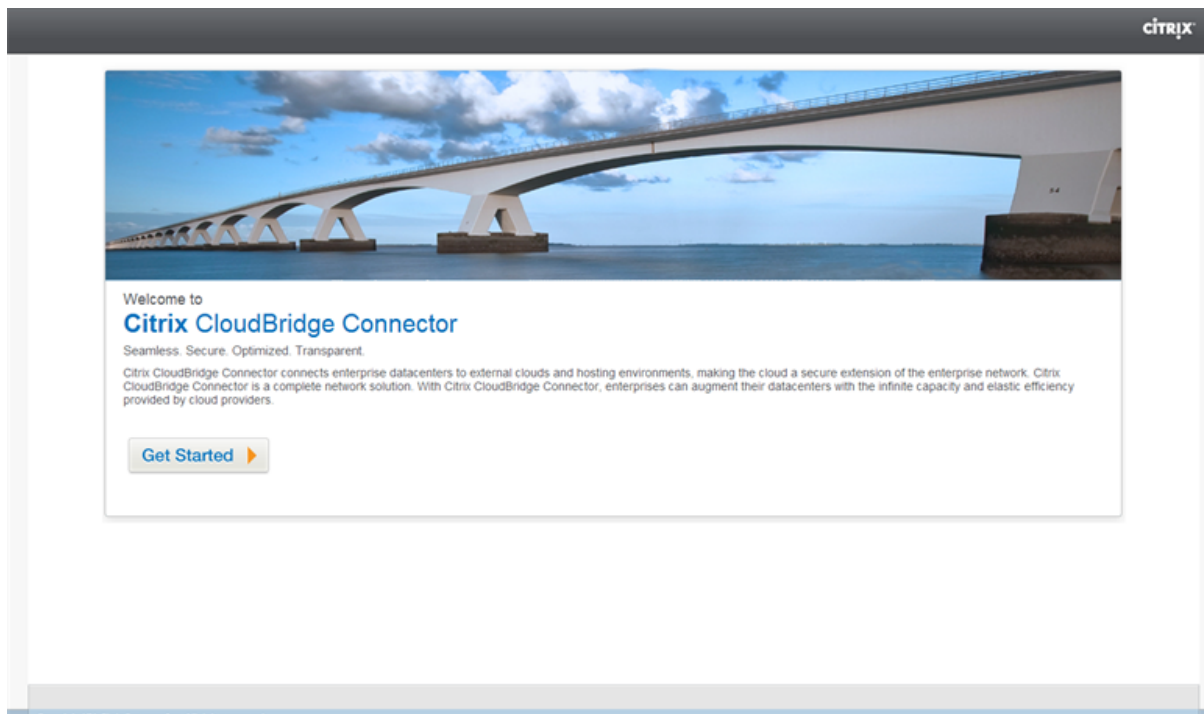 CİTRIX
Welcome to
Citrix CloudBridge Connector
Seamless. Secure. Optimized. Transparent.
Citrix CloudBridge Connector connects enterprise datacenters to external clouds and hosting environments, making the cloud a secure extension of the enterprise network. Citrix
CloudBridge Connector is a complete network solution. With Citrix CloudBridge Connector, enterprises can augment their datacenters with the infinite capacity and elastic efficiency
provided by cloud providers.
Get Started